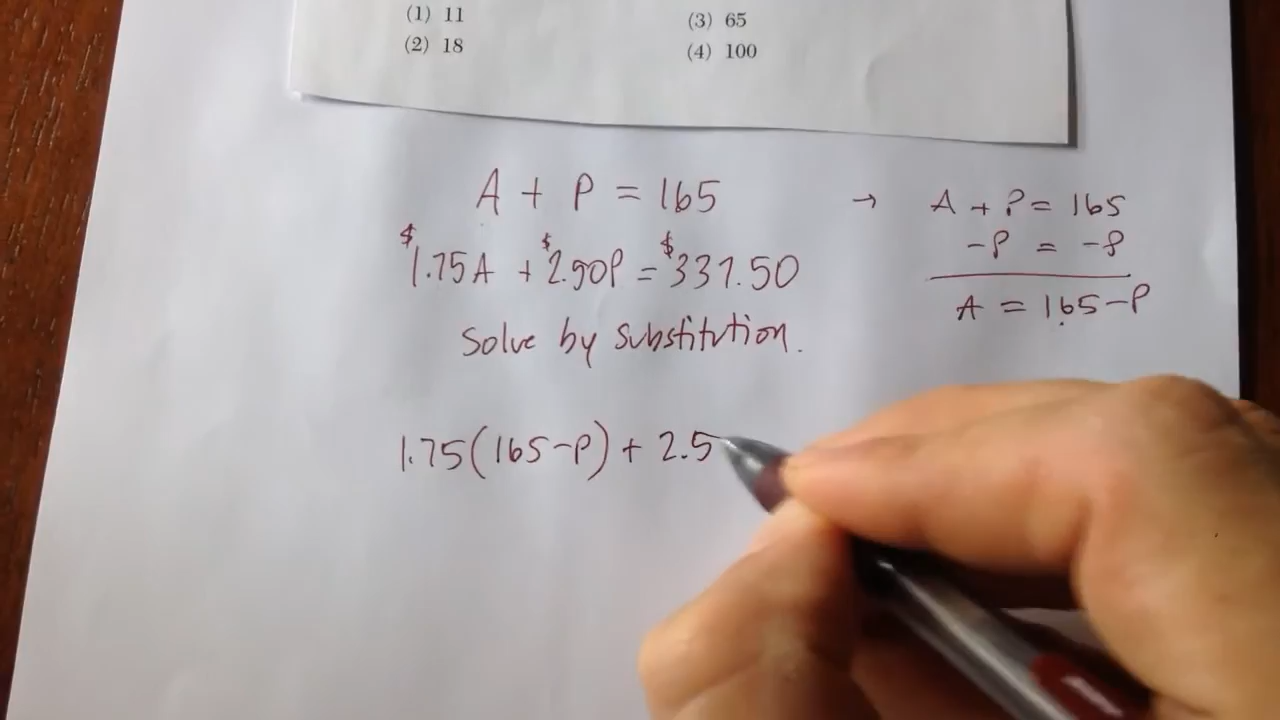 (1) 11 (3) 65
(2) 18 (4) 100
A + P = 165
$1.75A + $2.50P = $337.50
Solve by substitution.
→ A + P = 165
-P = -P
A = 165-P
1.75(165-P) + 2.5